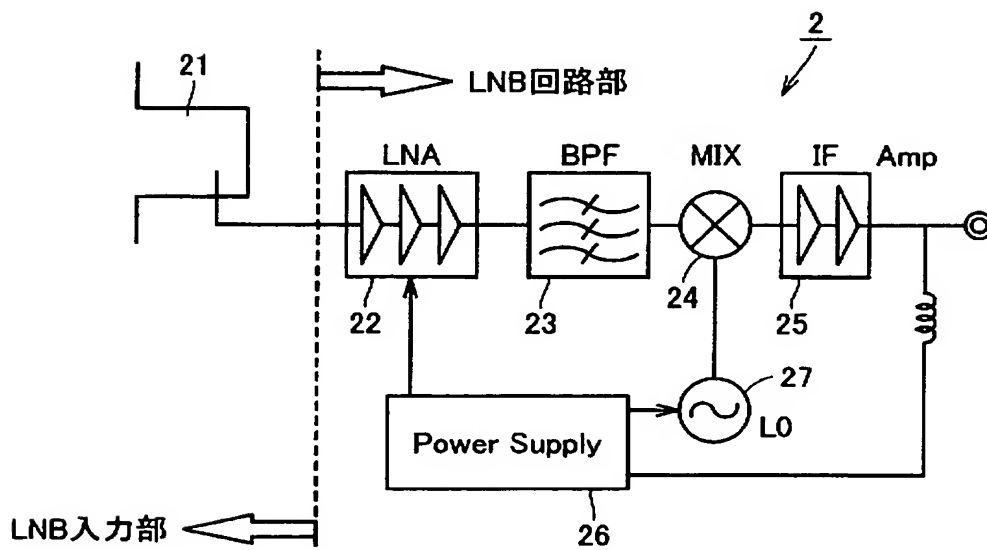 2
21
LNB回路部
LNA
BPF
MIX
IF Amp
22
23
24
25
27
LO
Power Supply
26
LNB入力部